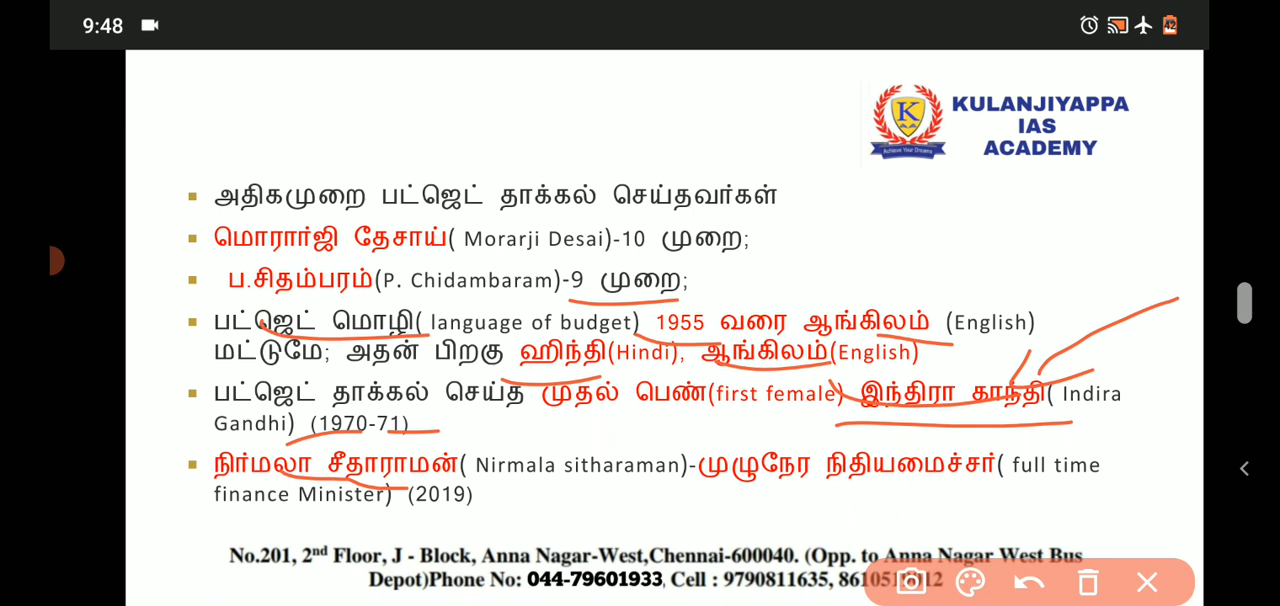 9:48
42
K
Achieve Your Dreams
KULANJIYAPPA
IAS
ACADEMY
அதிகமுறை பட்ஜெட் தாக்கல் செய்தவர்கள்
மொரார்ஜி தேசாய்( Morarji Desai)-10 முறை;
ப.சிதம்பரம்(P. Chidambaram)-9 முறை;
பட்ஜெட் மொழி( language of budget) 1955 வரை ஆங்கிலம் (English)
மட்டுமே; அதன் பிறகு ஹிந்தி(Hindi), ஆங்கிலம்(English)
பட்ஜெட் தாக்கல் செய்த முதல் பெண்(first female) இந்திரா காந்தி( Indira
Gandhi) (1970-71)
நிர்மலா சீதாராமன்( Nirmala sitharaman)-முழுநேர நிதியமைச்சர்( full time
finance Minister) (2019)
No.201, 2nd Floor, J - Block, Anna Nagar-West,Chennai-600040. (Opp. to Anna Nagar West Bus
Depot)Phone No: 044-79601933, Cell : 9790811635,